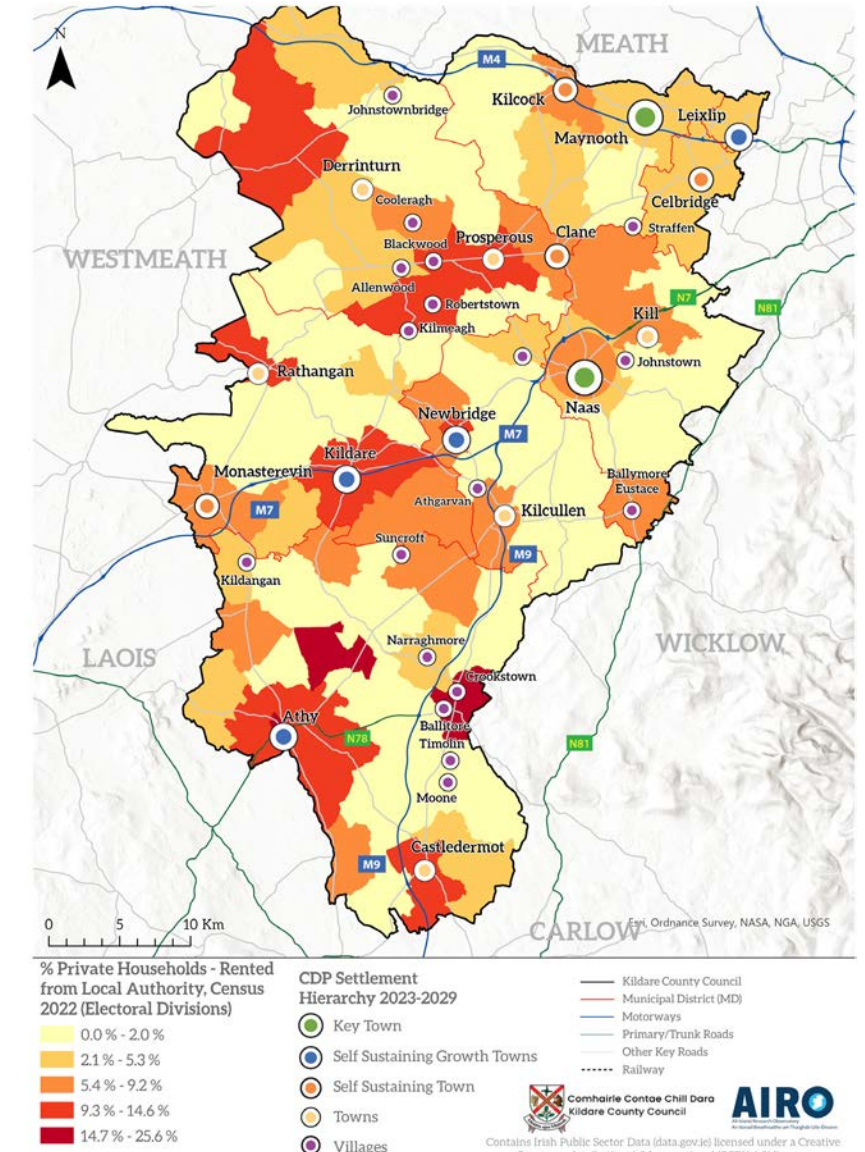 N
MEATH
M4
Kilcock
Johnstownbridge
Leixlip
Maynooth
Derrinturn
Celbridge
Cooleragh
Straffen
Prosperous
Clane
Blackwood
WESTMEATH
Allenwood
N7
N81
Robertstown
Kill
Kilmeagh
Johnstown
Rathangan
Naas
Newbridge
M7
Kildare
Monasterevin
Ballymore
Eustace
Athgarvan
M7
Kilcullen
Suncroft
M9
Kildangan
Narraghmore
WICKLOW
LAOIS
Crookstown
Athy
Ballitore
N78
N81
Timolin
Moone
Castledermot
M9
0 5 10 Km
CARLOW
Esri, Ordnance Survey, NASA, NGA, USGS
% Private Households - Rented
from Local Authority, Census
2022 (Electoral Divisions)
0.0 % - 2.0 %
2.1 % - 5.3 %
5.4 % - 9.2 %
9.3 % - 14.6 %
14.7 % - 25.6 %
CDP Settlement
Hierarchy 2023-2029
Key Town
Self Sustaining Growth Towns
Self Sustaining Town
Towns
Villages
Kildare County Council
Municipal District (MD)
Motorways
Primary/Trunk Roads
Other Key Roads
Railway
Comhairle Contae Chill Dara
Kildare County Council
AIRO
Contains Irish Public Sector Data (data.gov.ie) licensed under a Creative